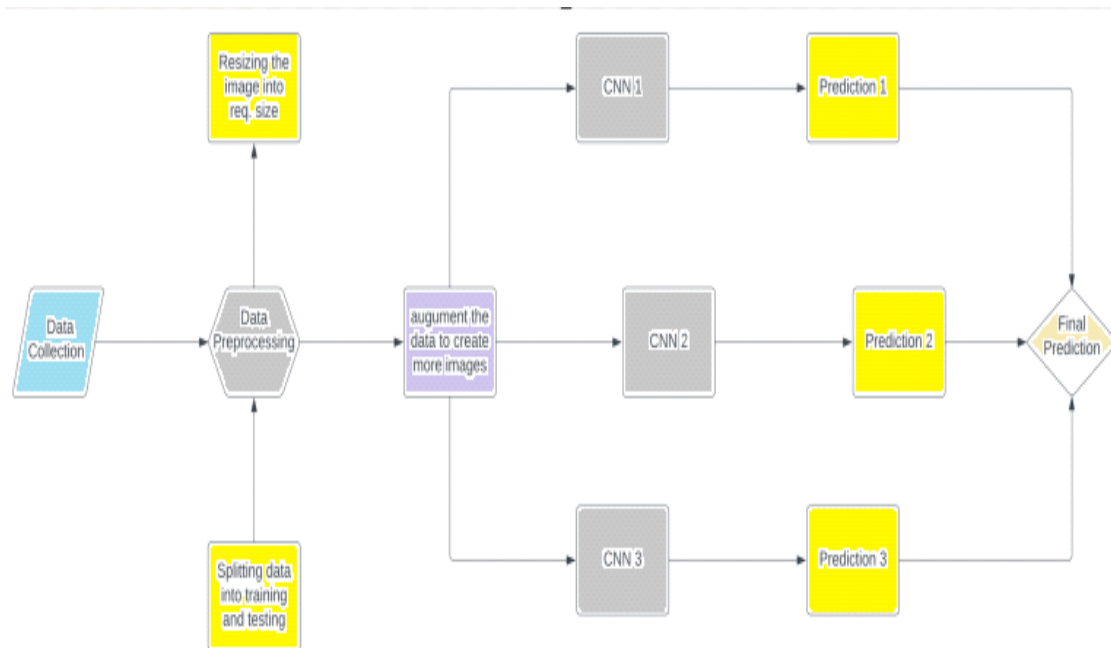 Resizing the
image into
req. size
CNN 1
Prediction 1
Data
Collection
Data
Preprocessing
augument the
data to create
more images
CNN 2
Prediction 2
Final
Prediction
Splitting data
into training
and testing
CNN 3
Prediction 3